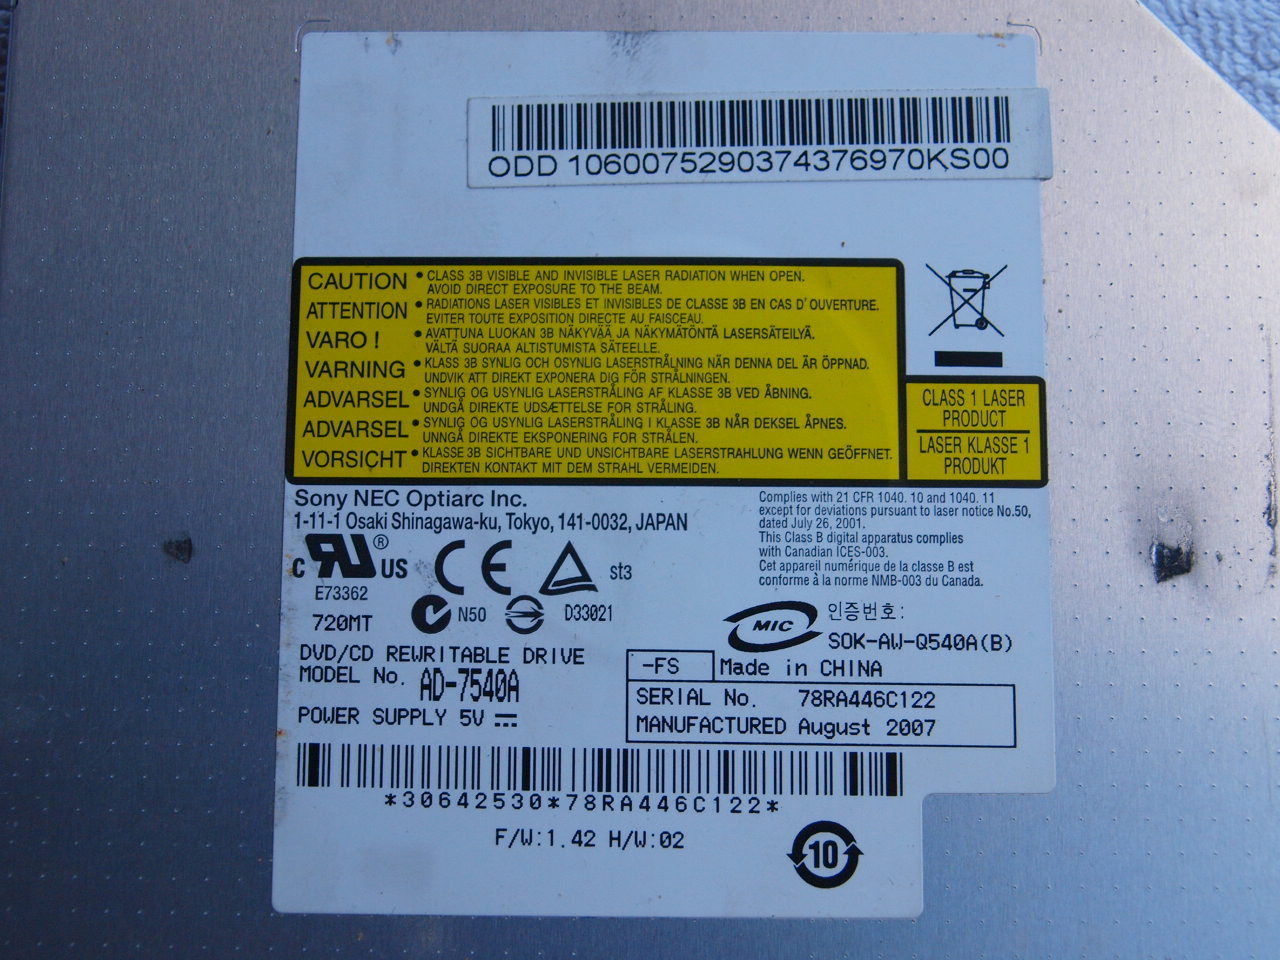 ODD 10600752903743769​70KS00
CAUTION • CLASS 3B VISIBLE AND INVISIBLE LASER RADIATION WHEN OPEN.
AVOID DIRECT EXPOSURE TO THE BEAM.
ATTENTION • RADIATIONS LASER VISIBLES ET INVISIBLES DE CLASSE 3B EN CAS D' OUVERTURE.
EVITER TOUTE EXPOSITION DIRECTE AU FAISCEAU.
VARO ! • AVATTUNA LUOKAN 3B NÄKYVÄÄ JA NÄKYMÄTÖNTÄ LASERSÄTEILYÄ.
VÄLTÄ SUORAA ALTISTUMISTA SÄTEELLE.
VARNING • KLASS 3B SYNLIG OCH OSYNLIG LASERSTRÅLNING NÄR DENNA DEL ÄR ÖPPNAD.
UNDVIK ATT DIREKT EXPONERA DIG FÖR STRÅLNINGEN.
ADVARSEL • SYNLIG OG USYNLIG LASERSTRÅLING AF KLASSE 3B VED ÅBNING.
UNDGÅ DIREKTE UDSÆTTELSE FOR STRÅLING.
ADVARSEL • SYNLIG OG USYNLIG LASERSTRÅLING I KLASSE 3B NÅR DEKSEL ÅPNES.
UNNGÅ DIREKTE EKSPONERING FOR STRÅLEN.
VORSICHT • KLASSE 3B SICHTBARE UND UNSICHTBARE LASERSTRAHLUNG WENN GEÖFFNET.
DIREKTEN KONTAKT MIT DEM STRAHL VERMEIDEN.
CLASS 1 LASER
PRODUCT
LASER KLASSE 1
PRODUKT
Sony NEC Optiarc Inc.
1-11-1 Osaki Shinagawa-ku, Tokyo, 141-0032, JAPAN
Complies with 21 CFR 1040. 10 and 1040. 11
except for deviations pursuant to laser notice No.50,
dated July 26, 2001.
This Class B digital apparatus complies
with Canadian ICES-003.
Cet appareil numérique de la classe B est
conforme à la norme NMB-003 du Canada.
C RU ® US CE st3
E73362
720MT
N50 D33021
MIC 인증번호:
SOK-AW-Q540A(B)
DVD/CD REWRITABLE DRIVE
MODEL No. AD-7540A
POWER SUPPLY 5V
-FS Made in CHINA
SERIAL No. 78RA446C122
MANUFACTURED August 2007
*30642530*78RA446C122*
F/W:1.42 H/W:02
10